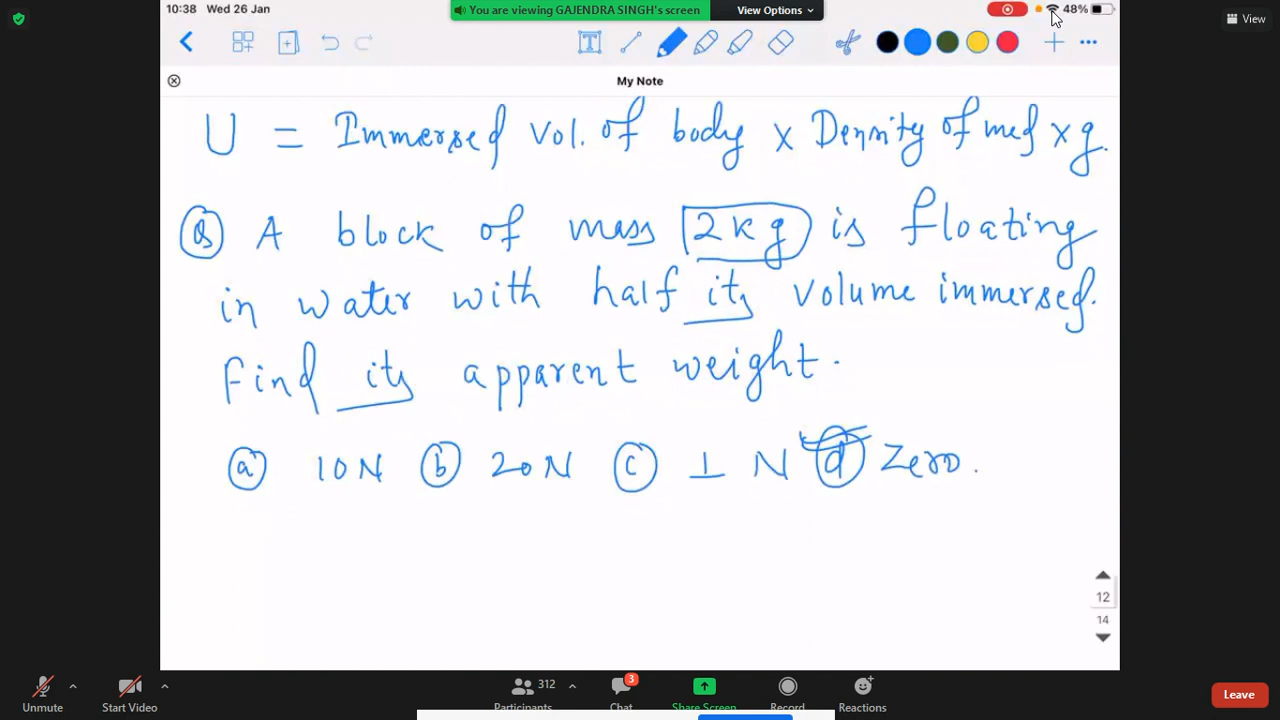 10:38 Wed 26 Jan
You are viewing GAJENDRA SINGH's screen
View Options
48%
View
My Note
U = Immersed Vol. of body x Density of med x g.
Q A block of mass 2kg is floating
in water with half its volume immersed.
Find its apparent weight.
a 10N b 20N c 1 N d Zero.
12
14
Unmute
Start Video
312
Participants
3
Chat
Share Screen
Record
Reactions
Leave